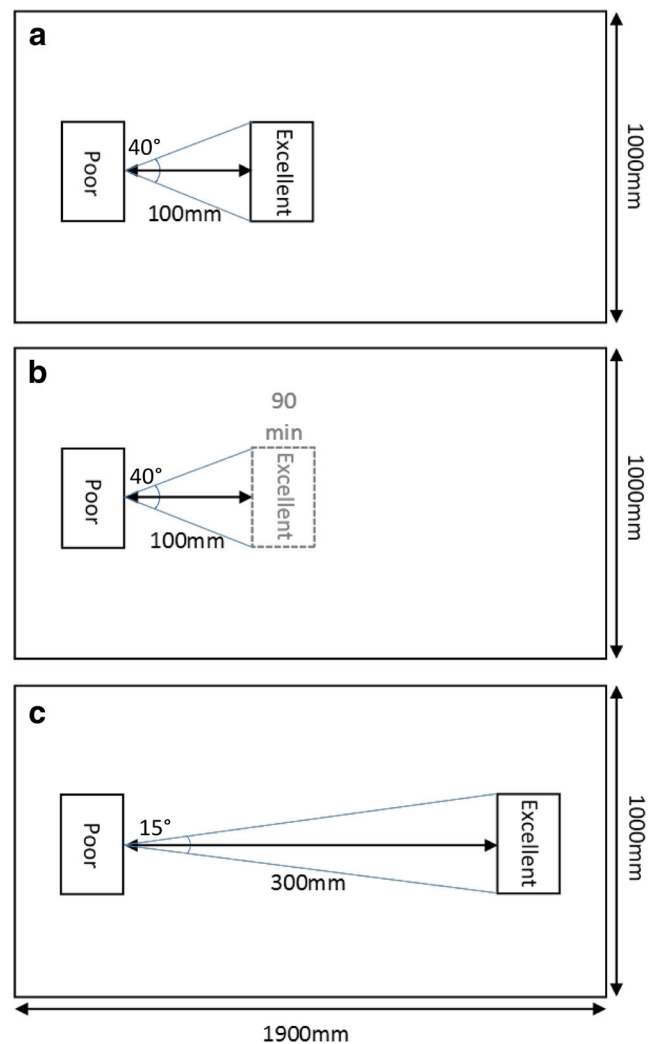 a
Poor
40°
100mm
Excellent
1000mm
b
90
min
Poor
40°
100mm
Excellent
1000mm
c
Poor
15°
300mm
Excellent
1000mm
1900mm